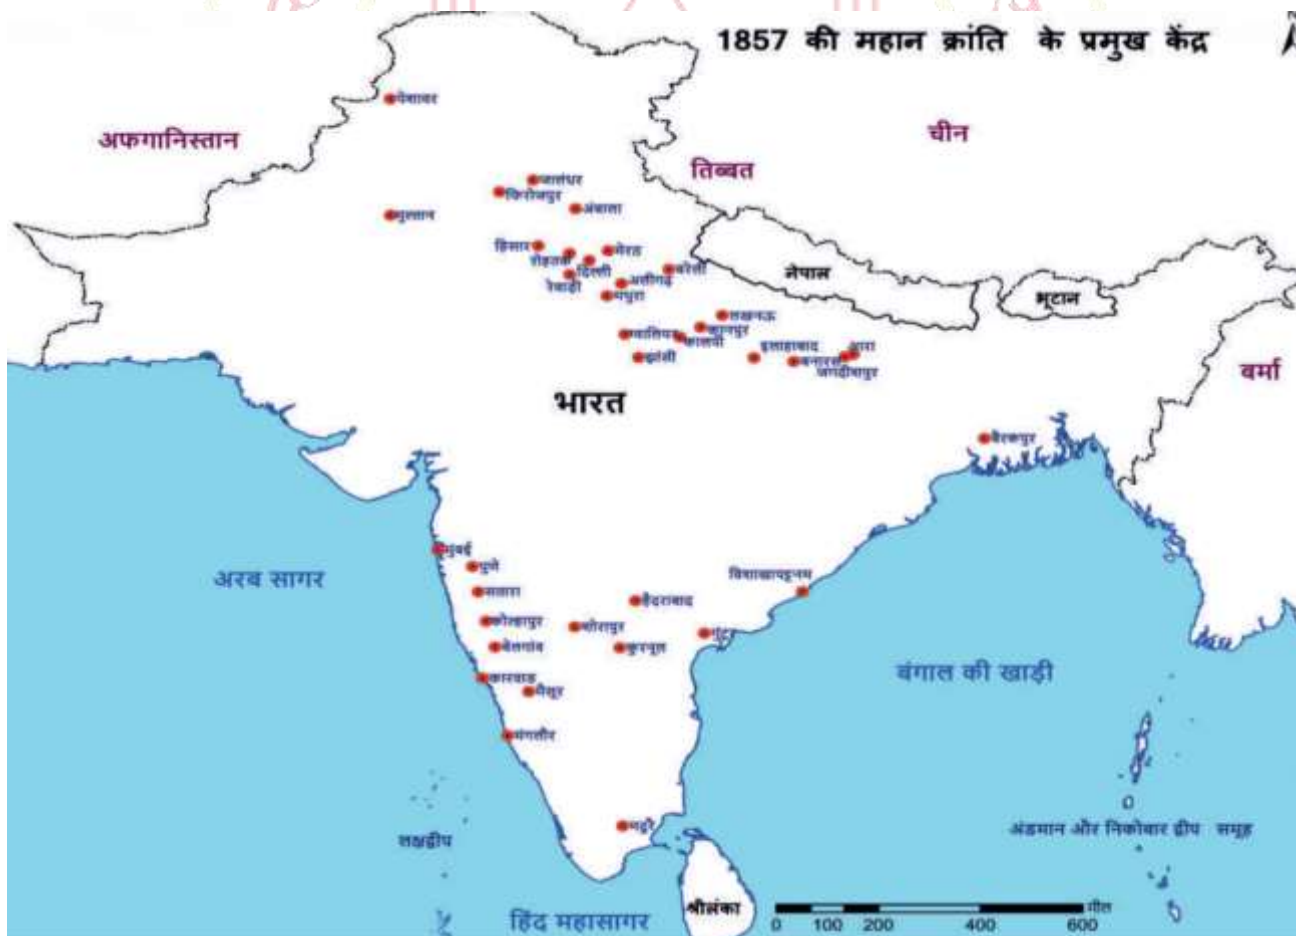 1857 की महान क्रांति के प्रमुख केंद्र
पेशावर
अफगानिस्तान
चीन
तिब्बत
जालंधर
फिरोजपुर
अंबाला
मुल्तान
हिसार
मेरठ
रोहतक
दिल्ली
बरेली
रेवाड़ी
अलीगढ़
मथुरा
नेपाल
भूटान
लखनऊ
कानपुर
ग्वालियर
कालपी
झांसी
इलाहाबाद
आरा
बनारस
जगदीशपुर
बर्मा
भारत
बैरकपुर
मुंबई
पुणे
अरब सागर
सतारा
विशाखापट्टनम
हैदराबाद
कोल्हापुर
शोरापुर
गुंटूर
बेलगांव
कुरनूल
कारवाड
मैसूर
बंगाल की खाड़ी
मंगलौर
मदुरै
लक्षद्वीप
अंडमान और निकोबार द्वीप समूह
श्रीलंका
हिंद महासागर
मील
0 100 200 400 600